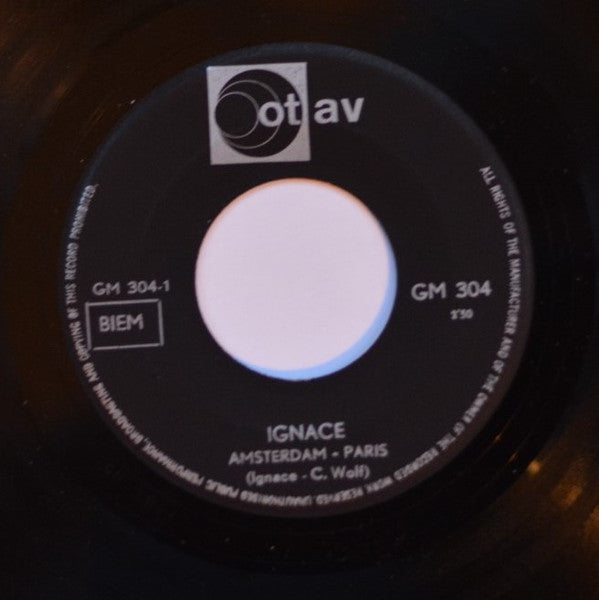 otav
GM 304-1
BIEM
GM 304
2'50
IGNACE
AMSTERDAM - PARIS
(Ignace - C. Wolf)
ALL RIGHTS OF THE MANUFACTURER AND OF THE OWNER OF THE RECORDED WORK RESERVED UNAUTHORISED PUBLIC PERFORMANCE, BROADCASTING AND COPYING OF THIS RECORD PROHIBITED.